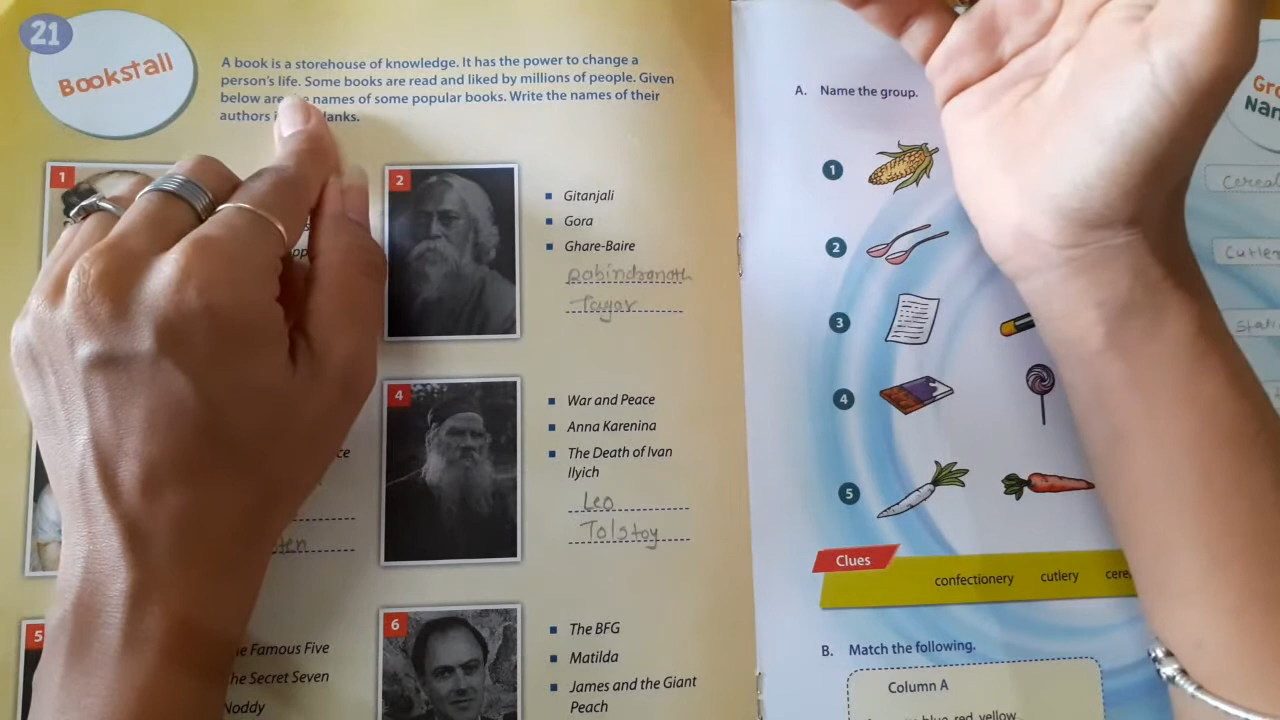 21
Bookstall
A book is a storehouse of knowledge. It has the power to change a
person's life. Some books are read and liked by millions of people. Given
below are names of some popular books. Write the names of their
authors
1
2
Gitanjali
Gora
Ghare-Baire
Rabindranath
Tagor
4
War and Peace
Anna Karenina
The Death of Ivan
Ilyich
Leo
Tolstoy
5
Famous Five
Secret Seven
Noddy
6
The BFG
Matilda
James and the Giant
Peach
A. Name the group.
1
2
3
4
5
Clues
confectionery cutlery
B. Match the following.
Column A
blue, red, yellow